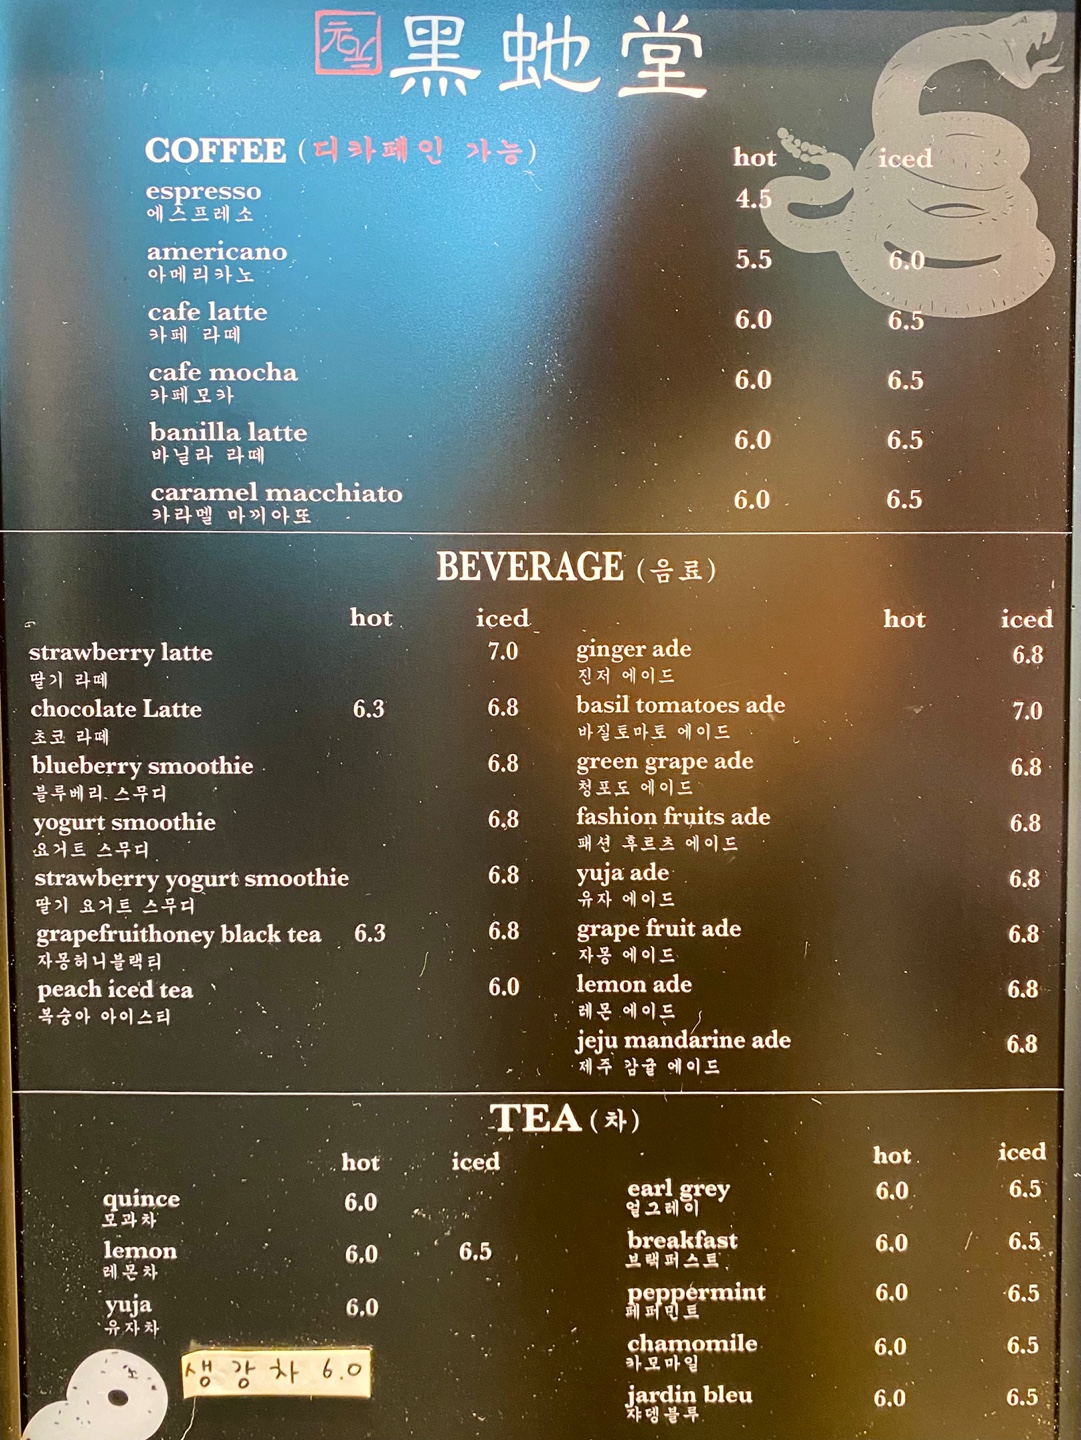 黑虵堂
COFFEE (디카페인 가능)
hot iced
espresso 4.5
에스프레소
americano 5.5 6.0
아메리카노
cafe latte 6.0 6.5
카페 라떼
cafe mocha 6.0 6.5
카페모카
banilla latte 6.0 6.5
바닐라 라떼
caramel macchiato 6.0 6.5
카라멜 마끼아또
BEVERAGE (음료)
hot iced
strawberry latte 7.0
딸기 라떼
chocolate Latte 6.3 6.8
초코 라떼
blueberry smoothie 6.8
블루베리 스무디
yogurt smoothie 6.8
요거트 스무디
strawberry yogurt smoothie 6.8
딸기 요거트 스무디
grapefruithoney black tea 6.3 6.8
자몽허니블랙티
peach iced tea 6.0
복숭아 아이스티
hot iced
ginger ade 6.8
진저 에이드
basil tomatoes ade 7.0
바질토마토 에이드
green grape ade 6.8
청포도 에이드
fashion fruits ade 6.8
패션 후르츠 에이드
yuja ade 6.8
유자 에이드
grape fruit ade 6.8
자몽 에이드
lemon ade 6.8
레몬 에이드
jeju mandarine ade 6.8
제주 감귤 에이드
TEA (차)
hot iced
quince 6.0
모과차
lemon 6.0 6.5
레몬차
yuja 6.0
유자차
생강차 6.0
hot iced
earl grey 6.0 6.5
얼그레이
breakfast 6.0 6.5
브랙퍼스트
peppermint 6.0 6.5
페퍼민트
chamomile 6.0 6.5
카모마일
jardin bleu 6.0 6.5
쟈뎅블루